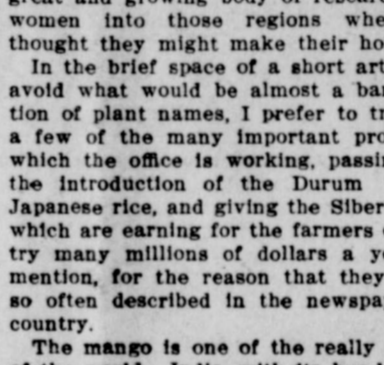 women into those regions whe
thought they might make their ho
In the brief space of a short art
avoid what would be almost a ba
tion of plant names, I prefer to t
a few of the many important pro
which the office is working, passi
the introduction of the Durum
Japanese rice, and giving the Siber
which are earning for the farmers
try many millions of dollars a y
mention, for the reason that they
so often described in the newspa
country.
The mango is one of the really